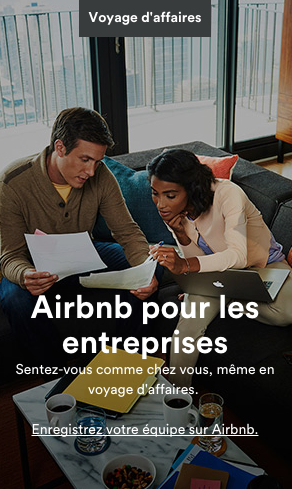 Voyage d'affaires
Airbnb pour les
entreprises
Sentez-vous comme chez vous, même en
voyage d'affaires.
Enregistrez votre équipe sur Airbnb.